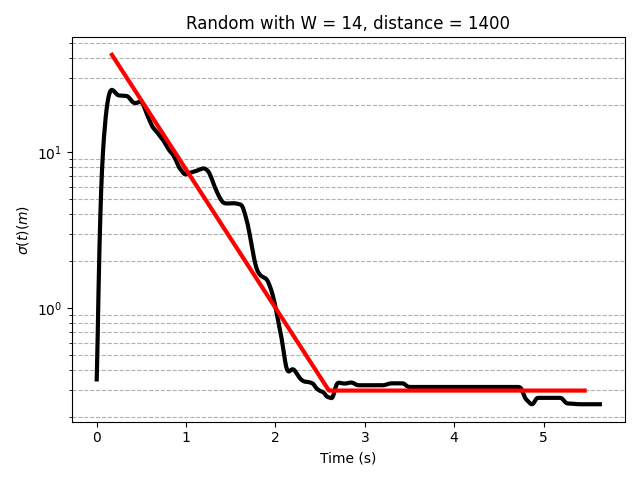 Random with W = 14, distance = 1400
σ(t)(m)
10¹
10⁰
0 1 2 3 4 5
Time (s)